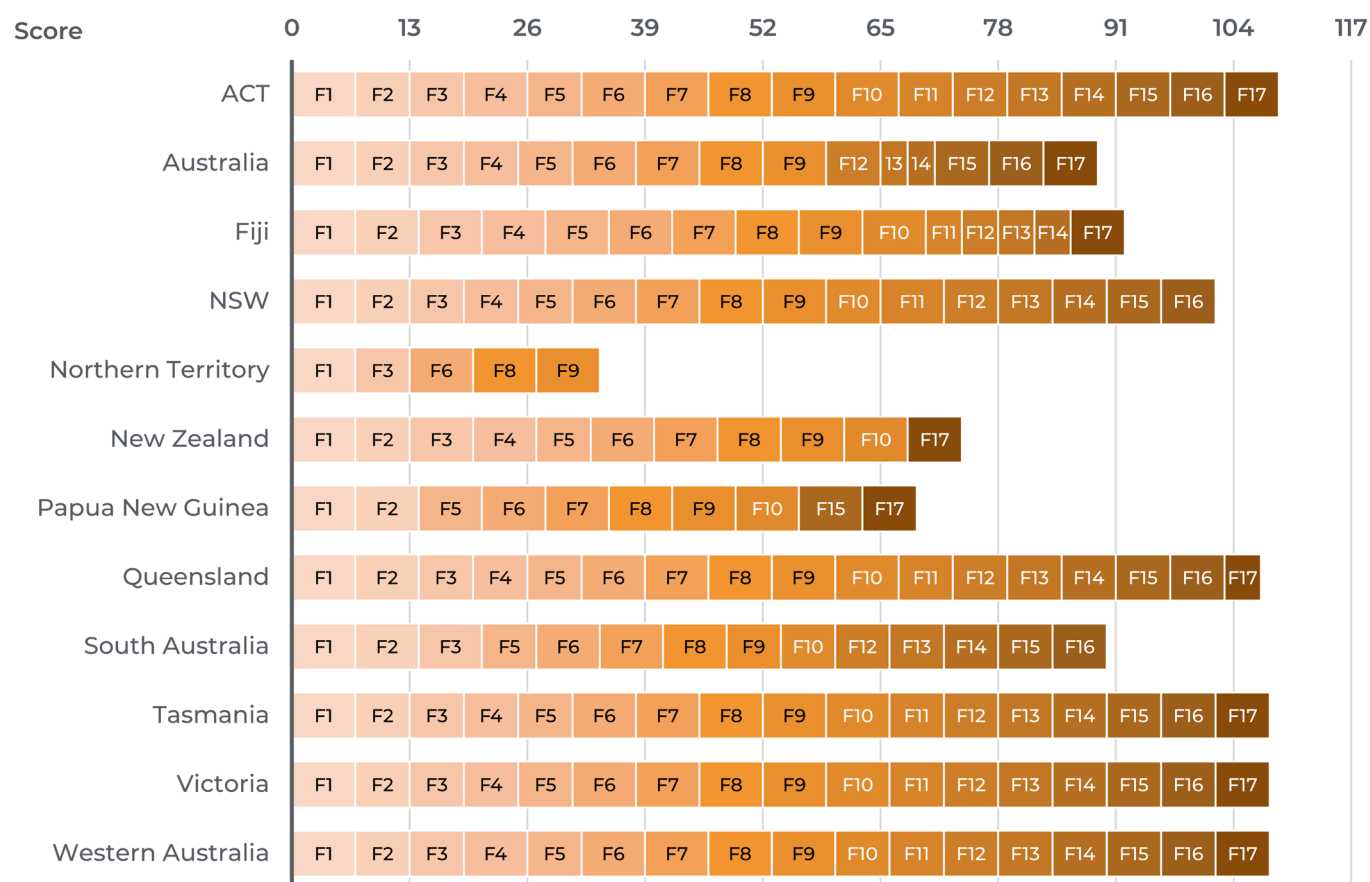 Score 0 13 26 39 52 65 78 91 104 117
ACT F1 F2 F3 F4 F5 F6 F7 F8 F9 F10 F11 F12 F13 F14 F15 F16 F17
Australia F1 F2 F3 F4 F5 F6 F7 F8 F9 F12 13 14 F15 F16 F17
Fiji F1 F2 F3 F4 F5 F6 F7 F8 F9 F10 F11 F12 F13 F14 F17
NSW F1 F2 F3 F4 F5 F6 F7 F8 F9 F10 F11 F12 F13 F14 F15 F16
Northern Territory F1 F3 F6 F8 F9
New Zealand F1 F2 F3 F4 F5 F6 F7 F8 F9 F10 F17
Papua New Guinea F1 F2 F5 F6 F7 F8 F9 F10 F15 F17
Queensland F1 F2 F3 F4 F5 F6 F7 F8 F9 F10 F11 F12 F13 F14 F15 F16 F17
South Australia F1 F2 F3 F5 F6 F7 F8 F9 F10 F12 F13 F14 F15 F16
Tasmania F1 F2 F3 F4 F5 F6 F7 F8 F9 F10 F11 F12 F13 F14 F15 F16 F17
Victoria F1 F2 F3 F4 F5 F6 F7 F8 F9 F10 F11 F12 F13 F14 F15 F16 F17
Western Australia F1 F2 F3 F4 F5 F6 F7 F8 F9 F10 F11 F12 F13 F14 F15 F16 F17